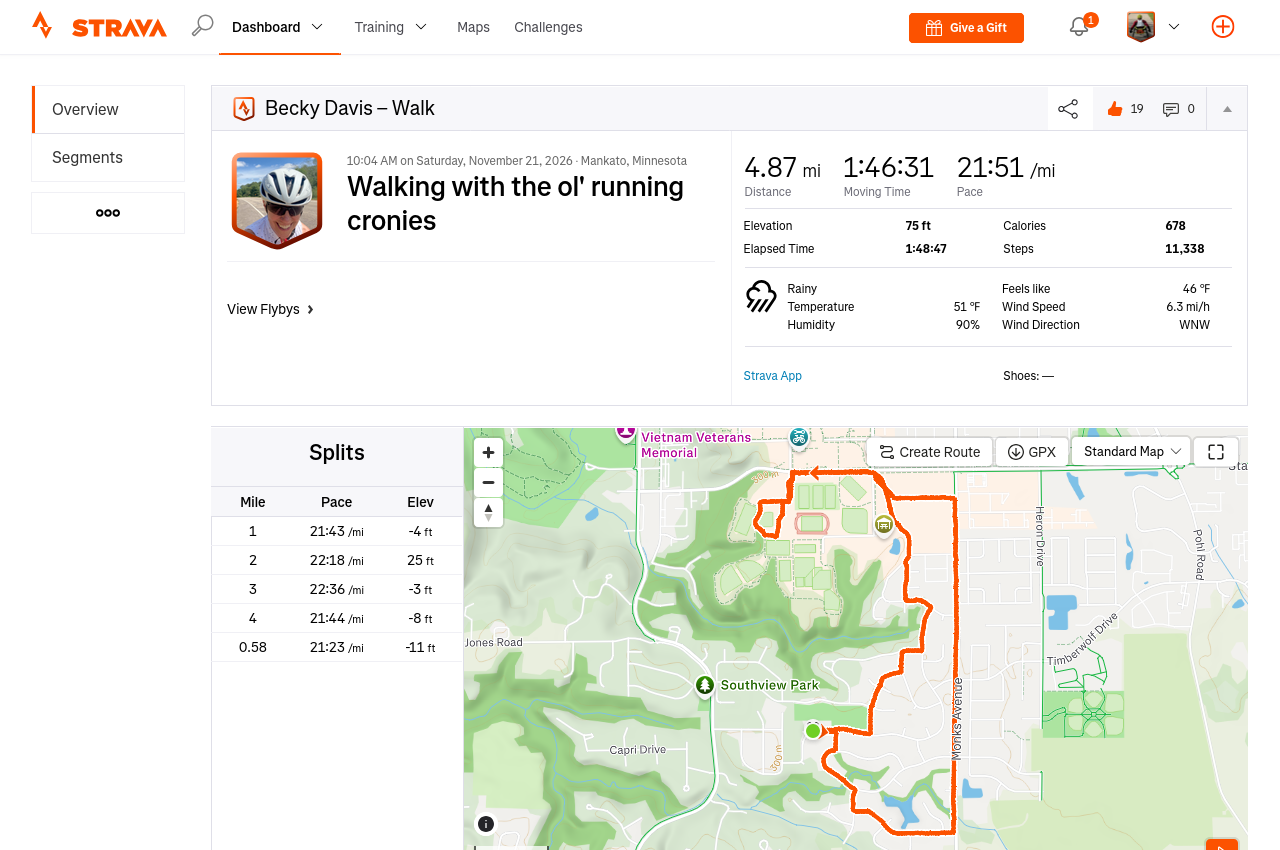 STRAVA
Dashboard
Training
Maps
Challenges
Give a Gift
1
Overview
Segments
Becky Davis – Walk
19
0
10:04 AM on Saturday, November 21, 2026 · Mankato, Minnesota
Walking with the ol' running
cronies
View Flybys
4.87 mi
Distance
1:46:31
Moving Time
21:51 /mi
Pace
Elevation 75 ft Calories 678
Elapsed Time 1:48:47 Steps 11,338
Rainy Feels like 46 ℉
Temperature 51 ℉ Wind Speed 6.3 mi/h
Humidity 90% Wind Direction WNW
Strava App Shoes: —
Splits
Mile Pace Elev
1 21:43 /mi -4 ft
2 22:18 /mi 25 ft
3 22:36 /mi -3 ft
4 21:44 /mi -8 ft
0.58 21:23 /mi -11 ft
Vietnam Veterans
Memorial
Create Route
GPX
Standard Map
Heron Drive
Pohl Road
Jones Road
Timberwolf Drive
Southview Park
Monks Avenue
Capri Drive
300 m